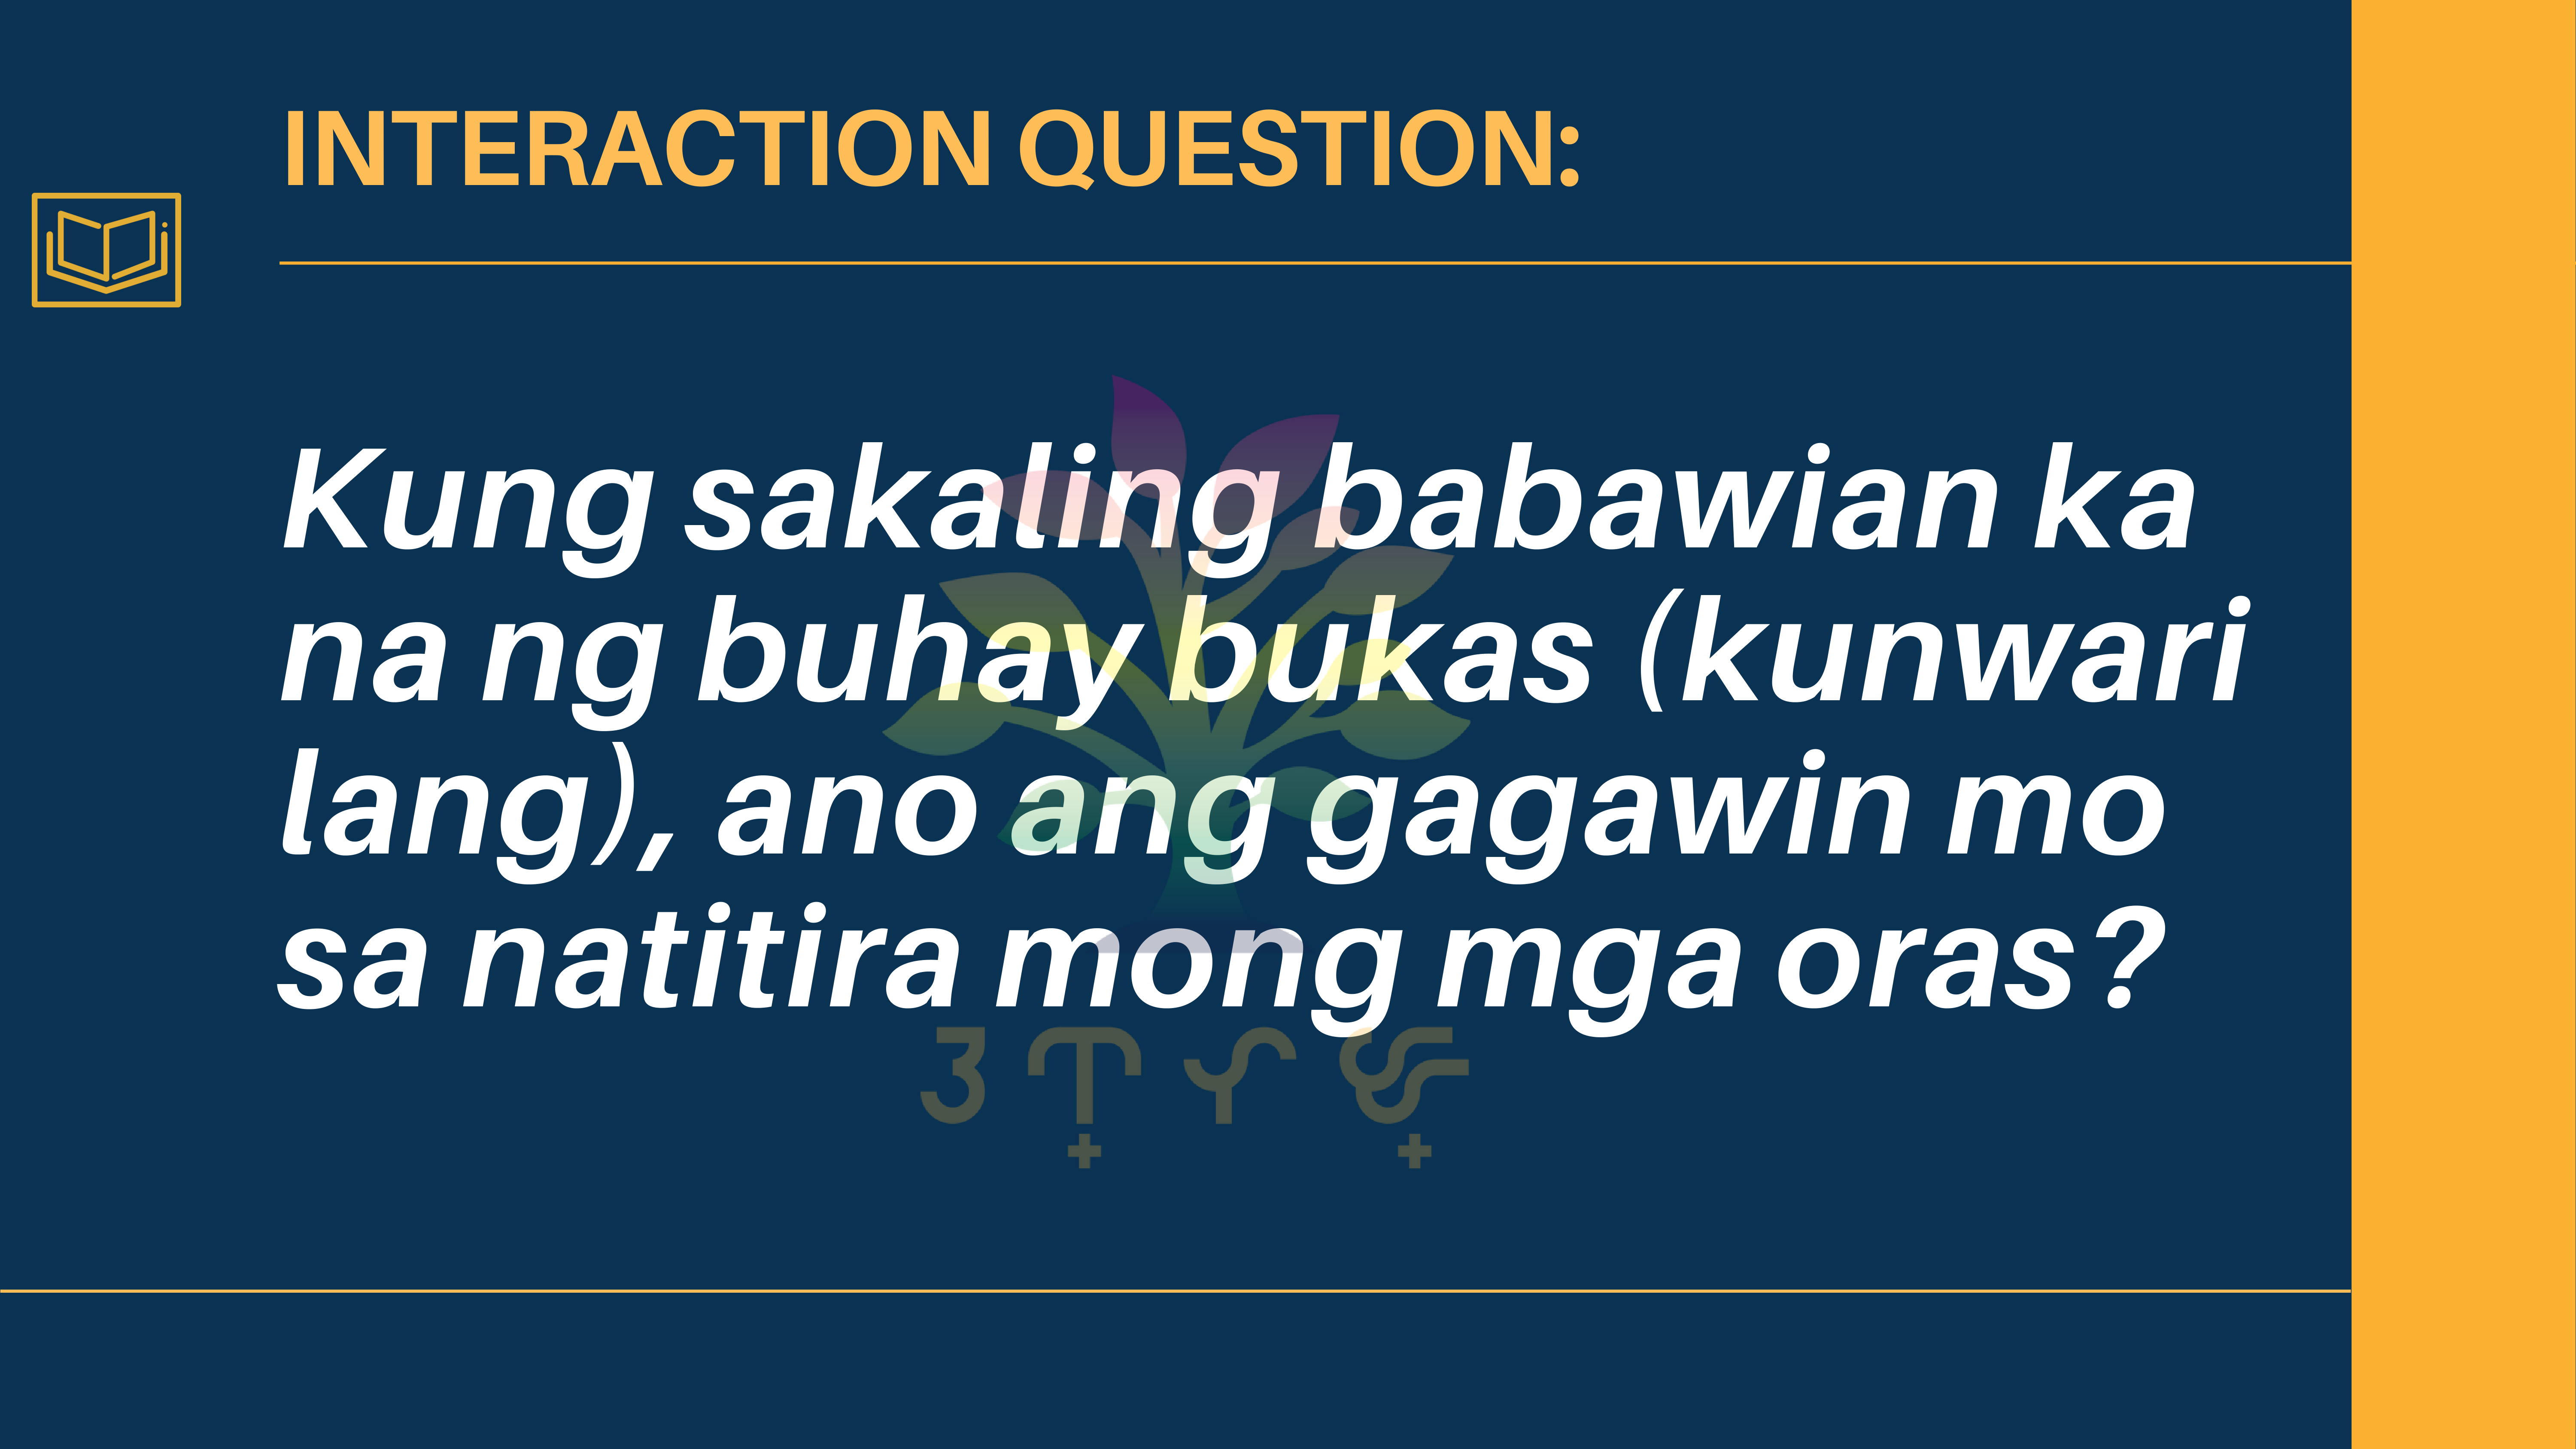 INTERACTION QUESTION:
Kung sakaling babawian ka
na ng buhay bukas (kunwari
lang), ano ang gagawin mo
sa natitira mong mga oras?